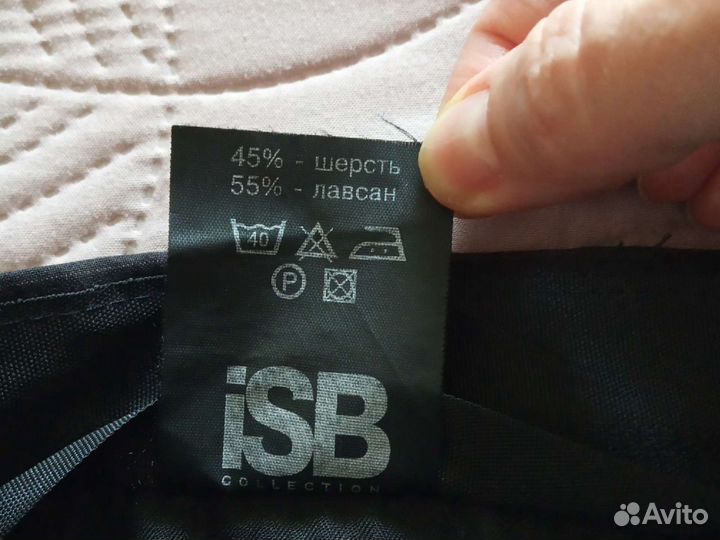 45% - шерсть
55% - лавсан
40
P
iSB
COLLECTION
Avito